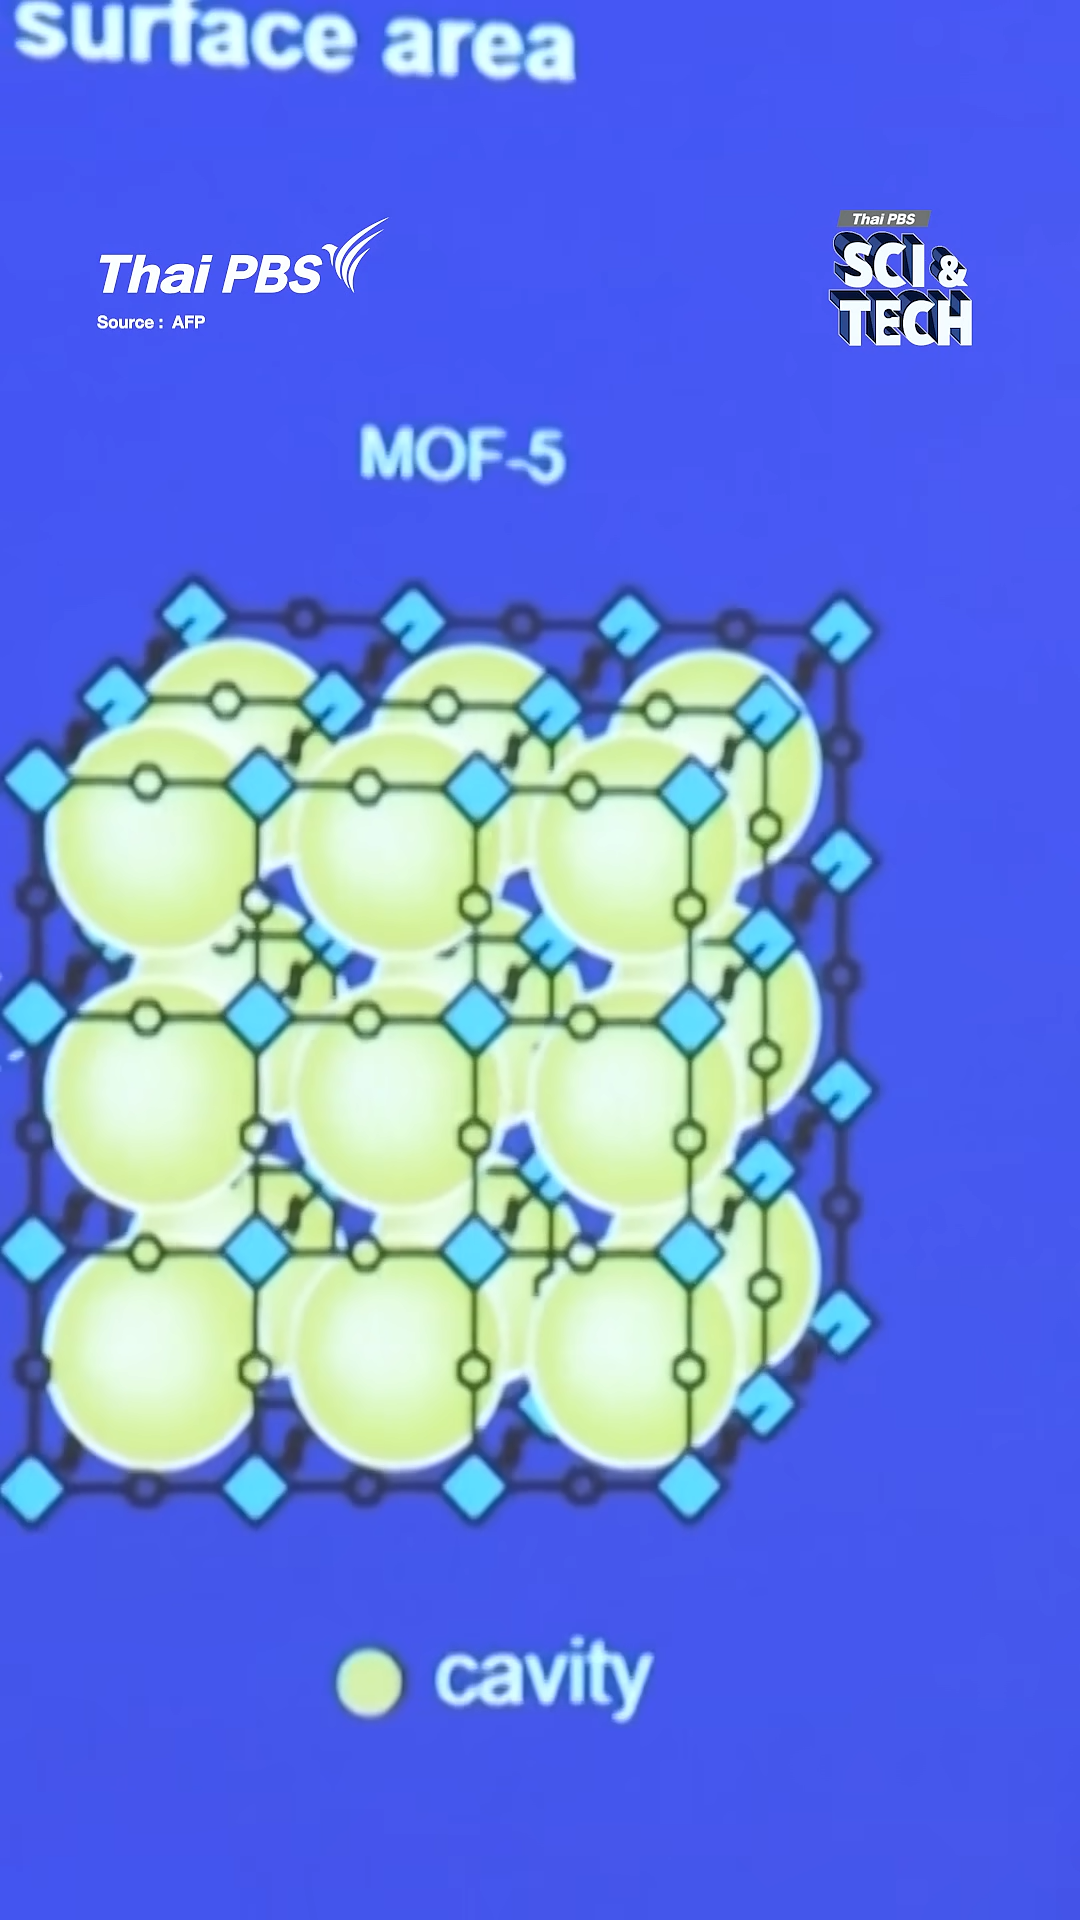 surface area
Thai PBS
Source : AFP
Thai PBS
SCI &
TECH
MOF-5
cavity